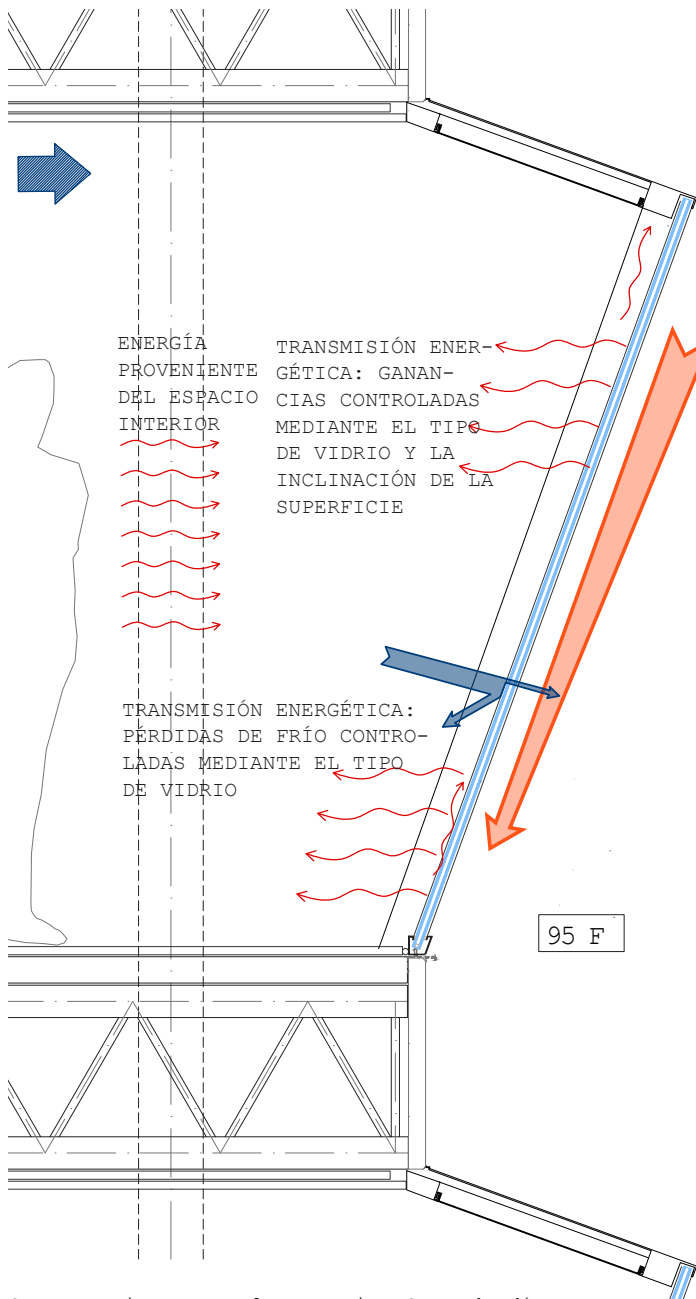 ENERGÍA
PROVENIENTE
DEL ESPACIO
INTERIOR
TRANSMISIÓN ENER-
GÉTICA: GANAN-
CIAS CONTROLADAS
MEDIANTE EL TIPO
DE VIDRIO Y LA
INCLINACIÓN DE LA
SUPERFICIE
TRANSMISIÓN ENERGÉTICA:
PÉRDIDAS DE FRÍO CONTRO-
LADAS MEDIANTE EL TIPO
DE VIDRIO
95 F